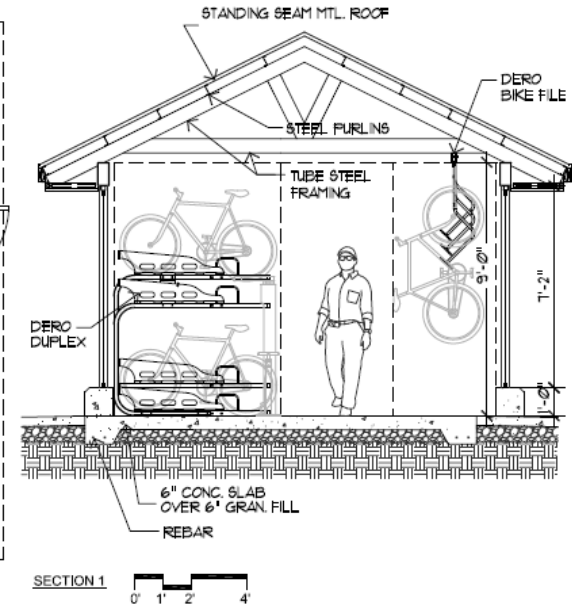 STANDING SEAM MTL. ROOF
DERO
BIKE FILE
STEEL PURLINS
TUBE STEEL
FRAMING
9'-0"
7'-2"
DERO
DUPLEX
1'-0"
6" CONC. SLAB
OVER 6" GRAN. FILL
REBAR
SECTION 1
0' 1' 2' 4'